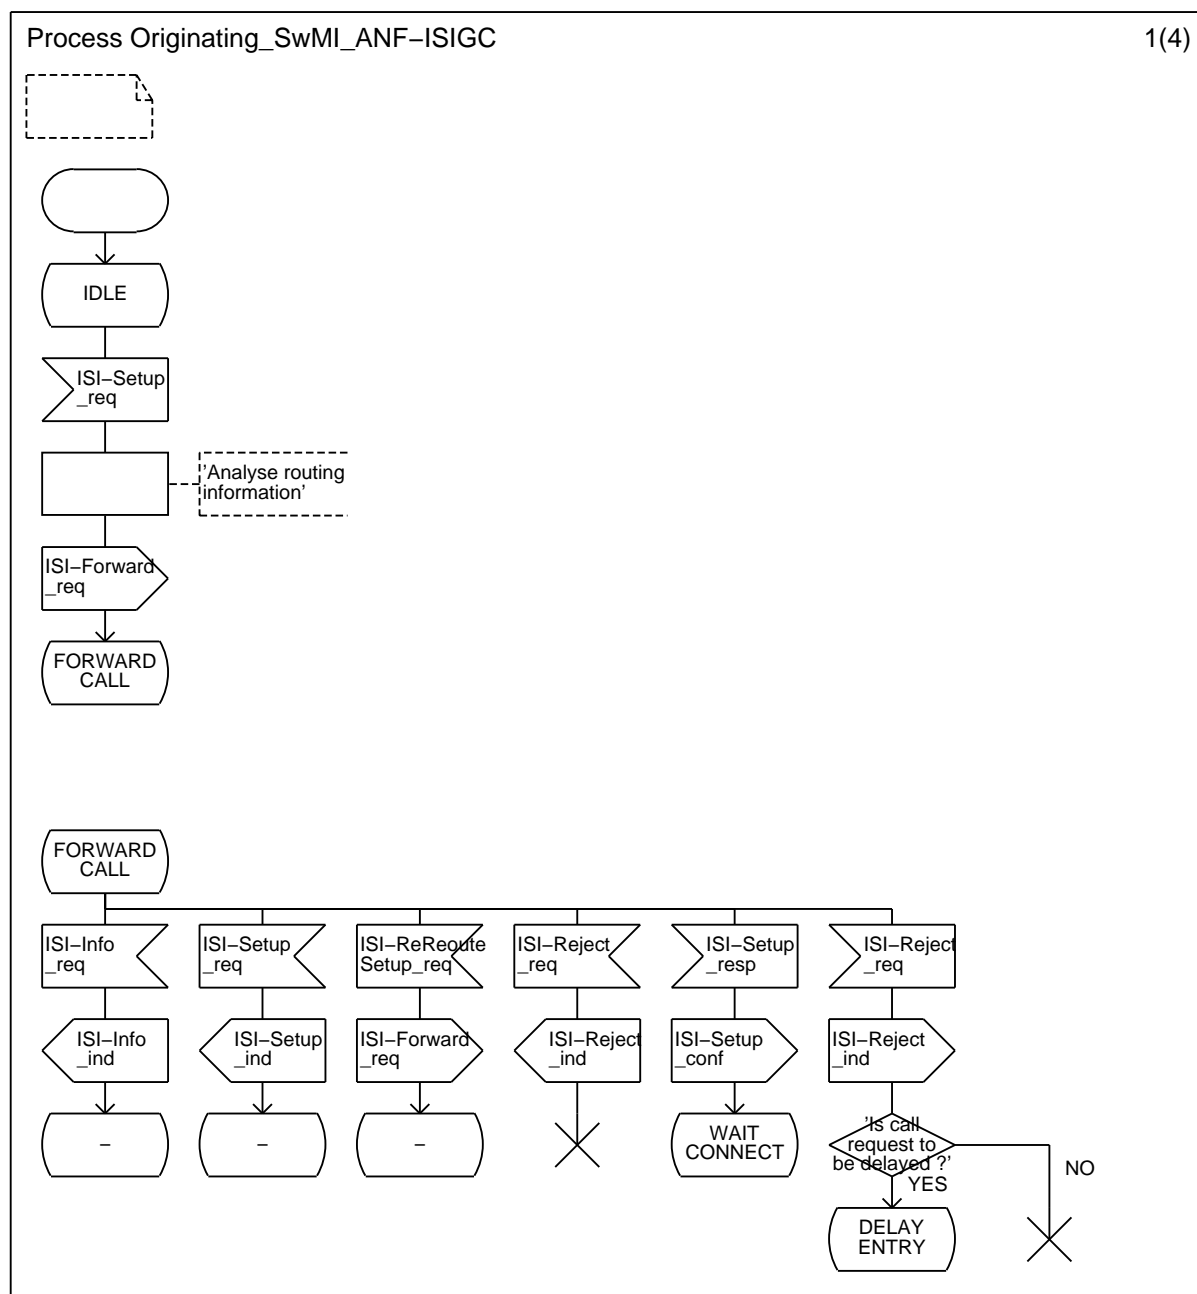 Process Originating_SwMI_ANF−ISIGC
1(4)
IDLE
ISI−Setup
_req
'Analyse routing
information'
ISI−Forward
_req
FORWARD
CALL
FORWARD
CALL
ISI−Info
_req
ISI−Setup
_req
ISI−ReRoute
Setup_req
ISI−Reject
_req
ISI−Setup
_resp
ISI−Reject
_req
ISI−Info
_ind
ISI−Setup
_ind
ISI−Forward
_req
ISI−Reject
_ind
ISI−Setup
_conf
ISI−Reject
_ind
−
−
−
WAIT
CONNECT
'Is call
request to
be delayed ?'
NO
YES
DELAY
ENTRY